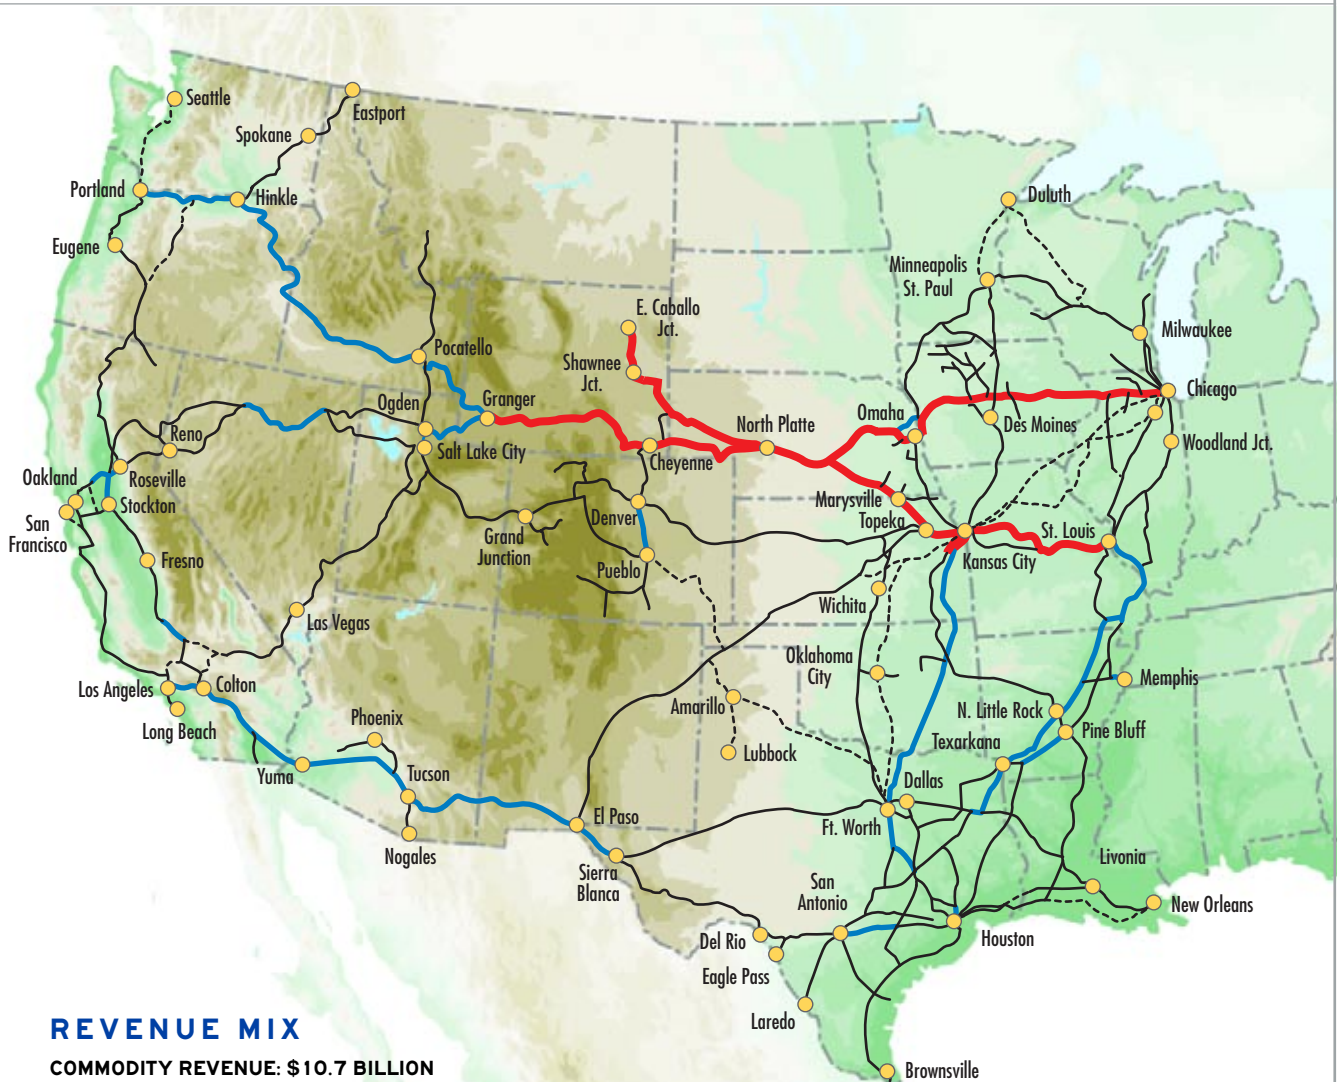 Seattle
Eastport
Spokane
Portland
Hinkle
Duluth
Eugene
Minneapolis
St. Paul
E. Caballo
Jct.
Milwaukee
Pocatello
Shawnee
Jct.
Chicago
Ogden
Granger
Omaha
North Platte
Des Moines
Reno
Woodland Jct.
Salt Lake City
Cheyenne
Oakland
Roseville
Marysville
Stockton
Denver
Topeka
San
Francisco
Grand
Junction
St. Louis
Fresno
Kansas City
Pueblo
Wichita
Las Vegas
Oklahoma
City
Los Angeles
Colton
Memphis
Amarillo
N. Little Rock
Long Beach
Phoenix
Pine Bluff
Texarkana
Lubbock
Yuma
Tucson
Dallas
El Paso
Ft. Worth
Nogales
Livonia
Sierra
Blanca
San
Antonio
New Orleans
Del Rio
Houston
Eagle Pass
Laredo
REVENUE MIX
COMMODITY REVENUE: $10.7 BILLION
Brownsville